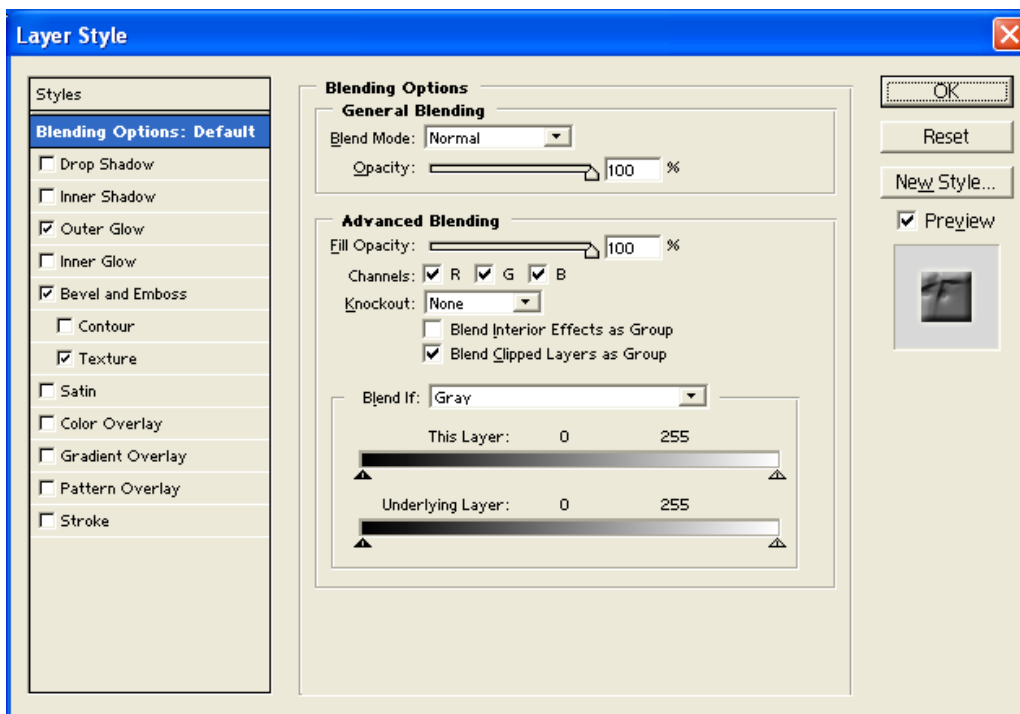 Layer Style
Styles
Blending Options: Default
Drop Shadow
Inner Shadow
Outer Glow
Inner Glow
Bevel and Emboss
Contour
Texture
Satin
Color Overlay
Gradient Overlay
Pattern Overlay
Stroke
Blending Options
General Blending
Blend Mode: Normal
Opacity: 100 %
Advanced Blending
Fill Opacity: 100 %
Channels: R G B
Knockout: None
Blend Interior Effects as Group
Blend Clipped Layers as Group
Blend If: Gray
This Layer: 0 255
Underlying Layer: 0 255
OK
Reset
New Style...
Preview